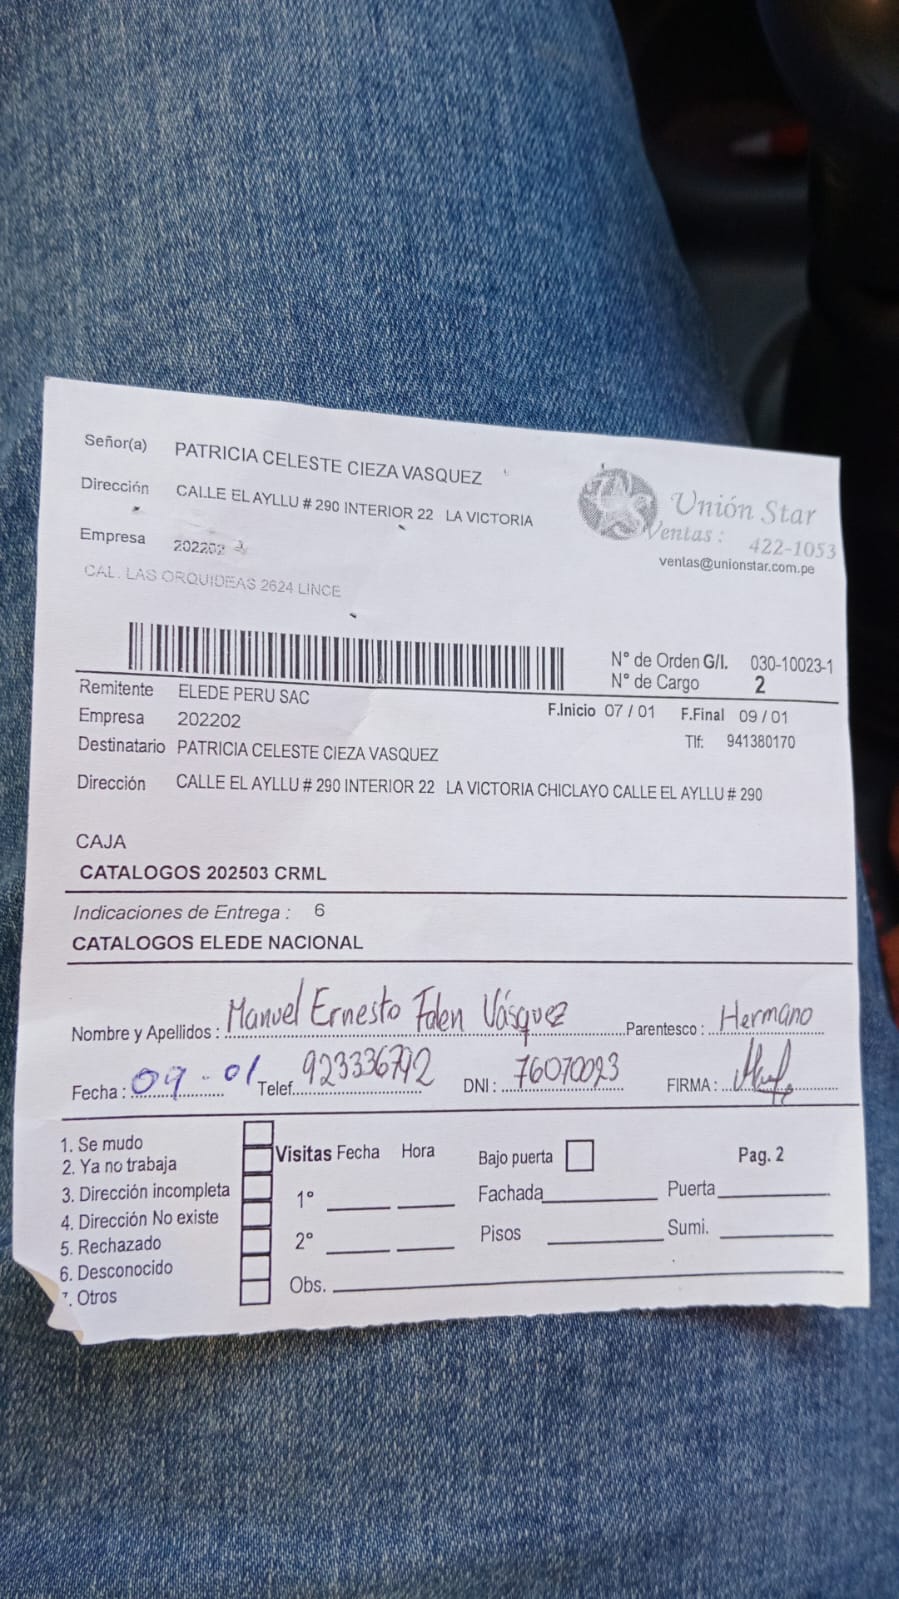 Señor(a) PATRICIA CELESTE CIEZA VASQUEZ
Dirección CALLE EL AYLLU # 290 INTERIOR 22 LA VICTORIA
Unión Star
Ventas : 422-1053
ventas@unionstar.com.pe
Empresa 202202
CAL. LAS ORQUIDEAS 2624 LINCE
N° de Orden G/I. 030-10023-1
N° de Cargo 2
Remitente ELEDE PERU SAC
F.Inicio 07 / 01 F.Final 09 / 01
Empresa 202202
Tlf: 941380170
Destinatario PATRICIA CELESTE CIEZA VASQUEZ
Dirección CALLE EL AYLLU # 290 INTERIOR 22 LA VICTORIA CHICLAYO CALLE EL AYLLU # 290
CAJA
CATALOGOS 202503 CRML
Indicaciones de Entrega : 6
CATALOGOS ELEDE NACIONAL
Nombre y Apellidos : Manuel Ernesto Falen Vásquez Parentesco : Hermano
Fecha : 09 - 01 Telef. 923336792 DNI : 76070023 FIRMA :
1. Se mudo
2. Ya no trabaja
3. Dirección incompleta
4. Dirección No existe
5. Rechazado
6. Desconocido
7. Otros
Visitas Fecha Hora
1°
2°
Obs.
Bajo puerta Pag. 2
Fachada Puerta
Pisos Sumi.